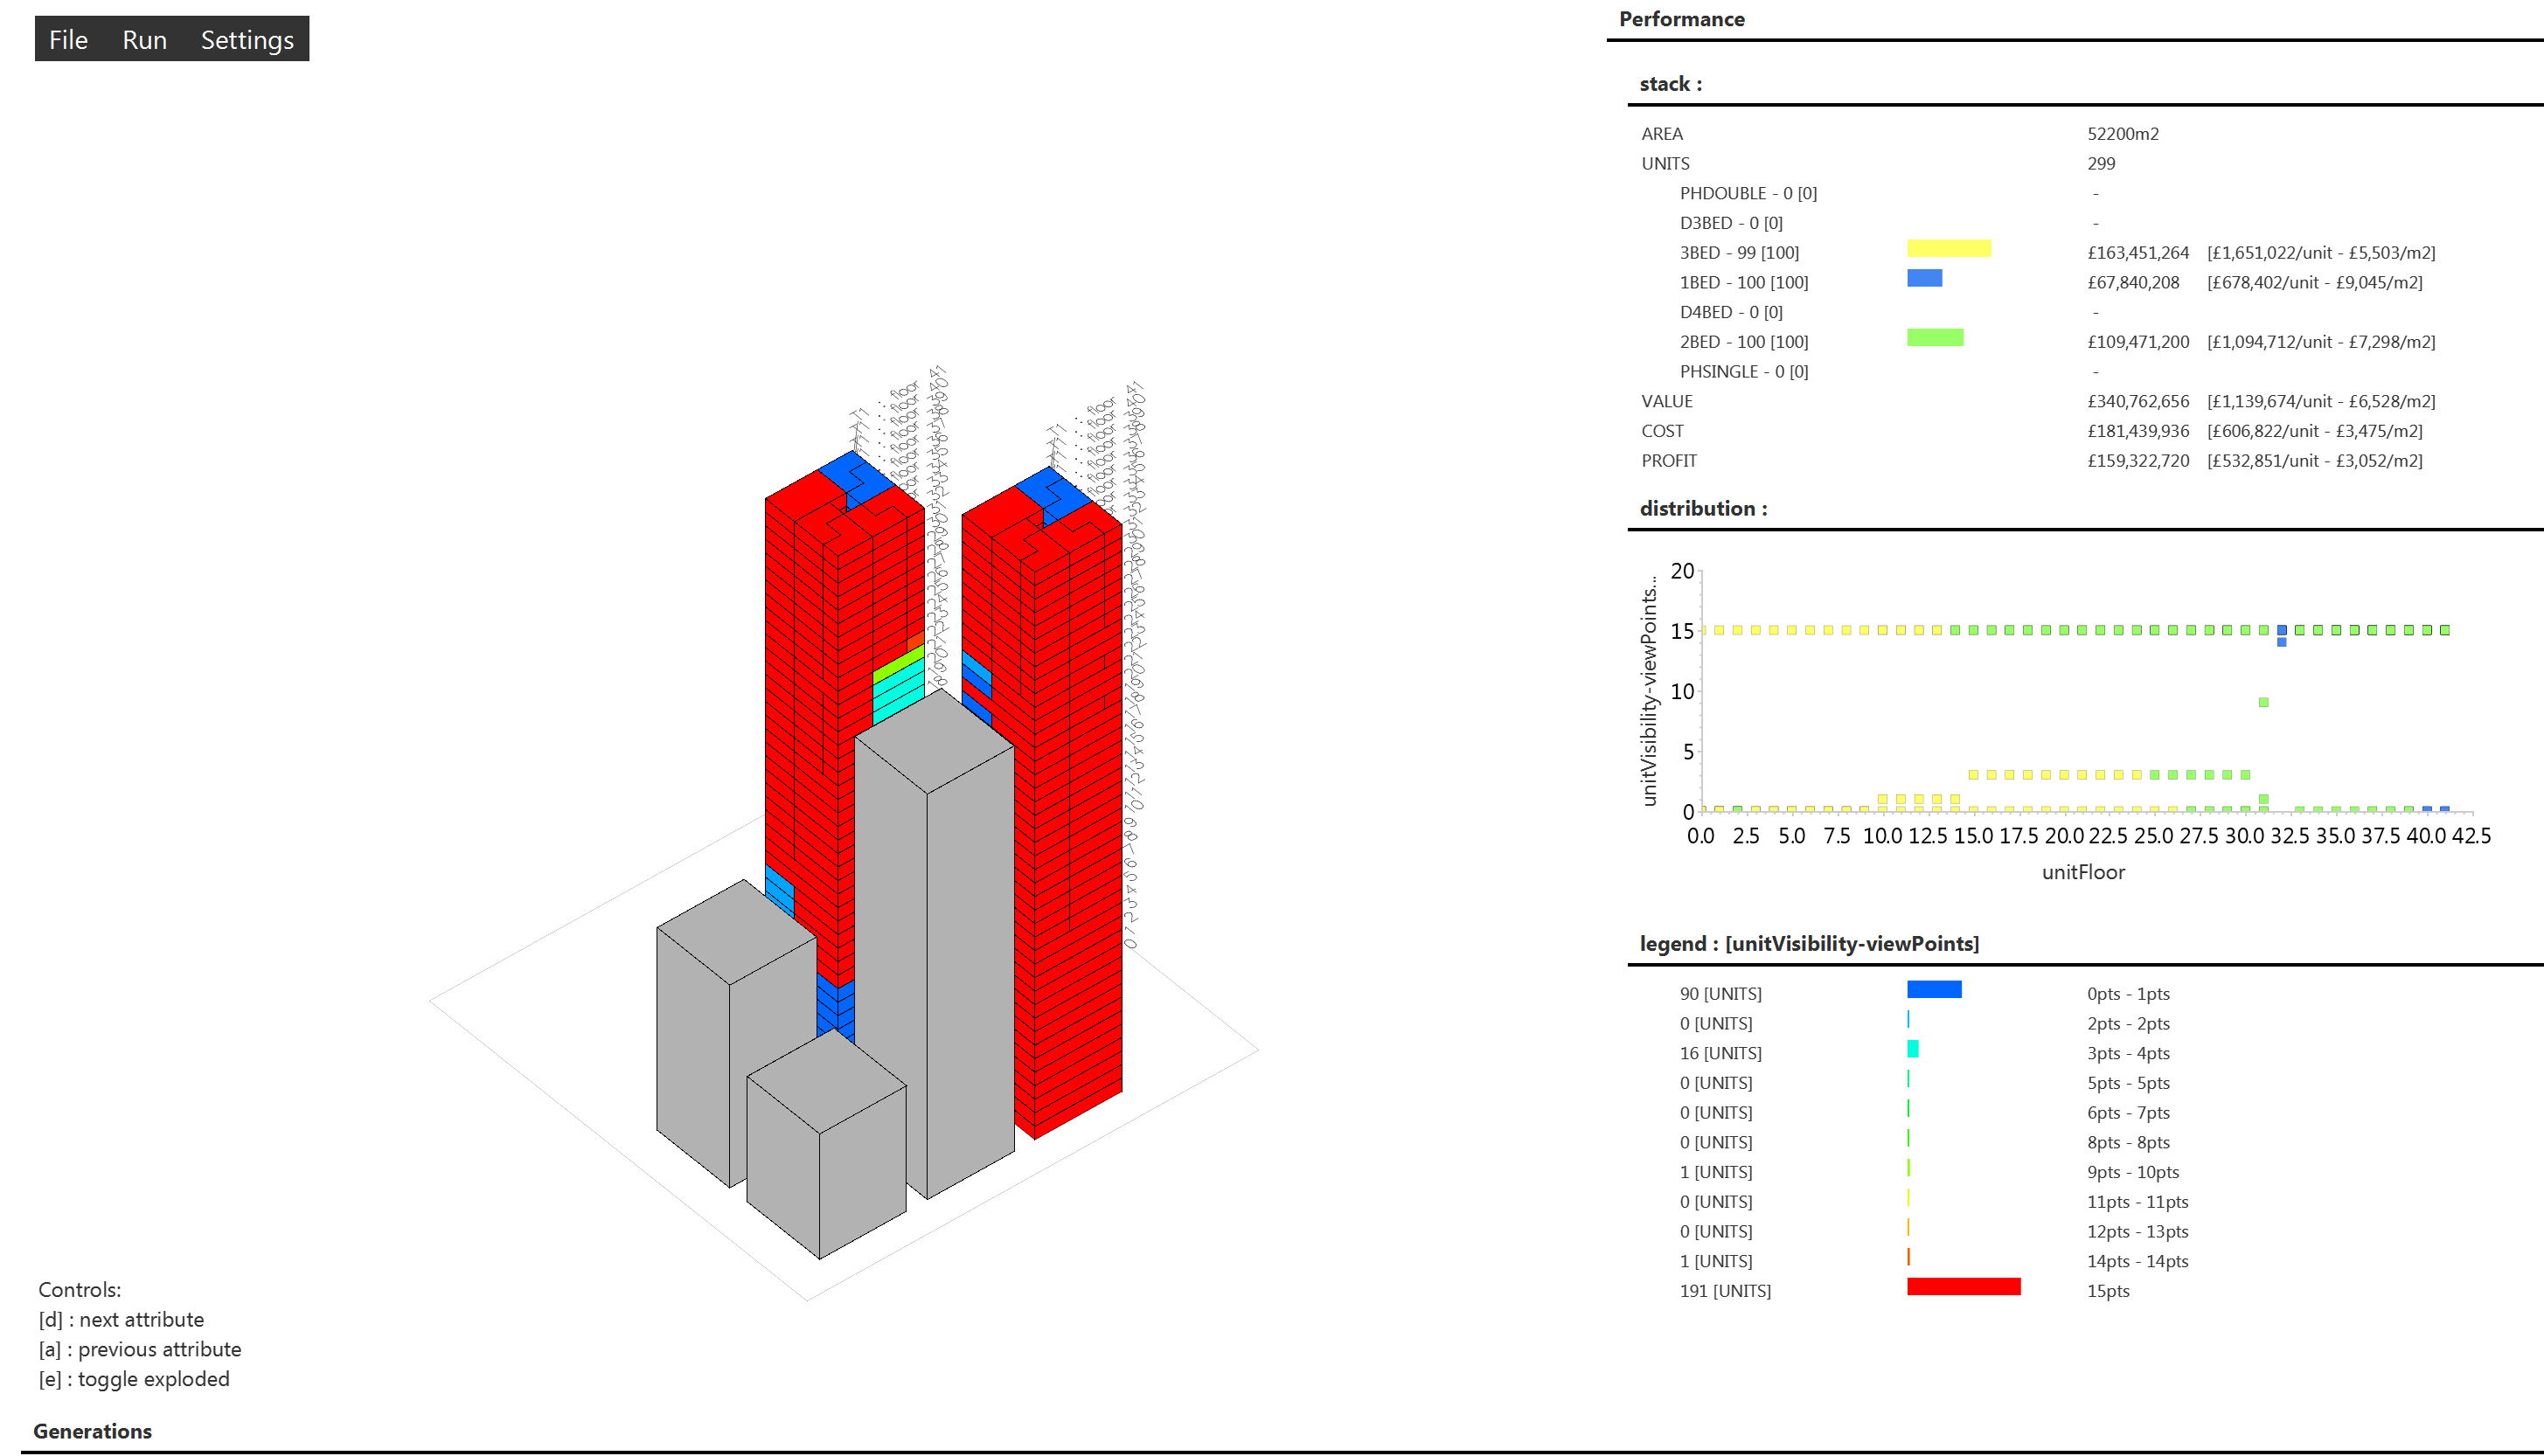 File Run Settings
Performance
stack :
AREA 52200m2
UNITS 299
PHDOUBLE - 0 [0] -
D3BED - 0 [0] -
3BED - 99 [100] £163,451,264 [£1,651,022/unit - £5,503/m2]
1BED - 100 [100] £67,840,208 [£678,402/unit - £9,045/m2]
D4BED - 0 [0] -
2BED - 100 [100] £109,471,200 [£1,094,712/unit - £7,298/m2]
PHSINGLE - 0 [0] -
VALUE £340,762,656 [£1,139,674/unit - £6,528/m2]
COST £181,439,936 [£606,822/unit - £3,475/m2]
PROFIT £159,322,720 [£532,851/unit - £3,052/m2]
distribution :
unitVisibility-viewPoints...
20
15
10
5
0
0.0 2.5 5.0 7.5 10.0 12.5 15.0 17.5 20.0 22.5 25.0 27.5 30.0 32.5 35.0 37.5 40.0 42.5
unitFloor
legend : [unitVisibility-viewPoints]
90 [UNITS] 0pts - 1pts
0 [UNITS] 2pts - 2pts
16 [UNITS] 3pts - 4pts
0 [UNITS] 5pts - 5pts
0 [UNITS] 6pts - 7pts
0 [UNITS] 8pts - 8pts
1 [UNITS] 9pts - 10pts
0 [UNITS] 11pts - 11pts
0 [UNITS] 12pts - 13pts
1 [UNITS] 14pts - 14pts
191 [UNITS] 15pts
Controls:
[d] : next attribute
[a] : previous attribute
[e] : toggle exploded
Generations